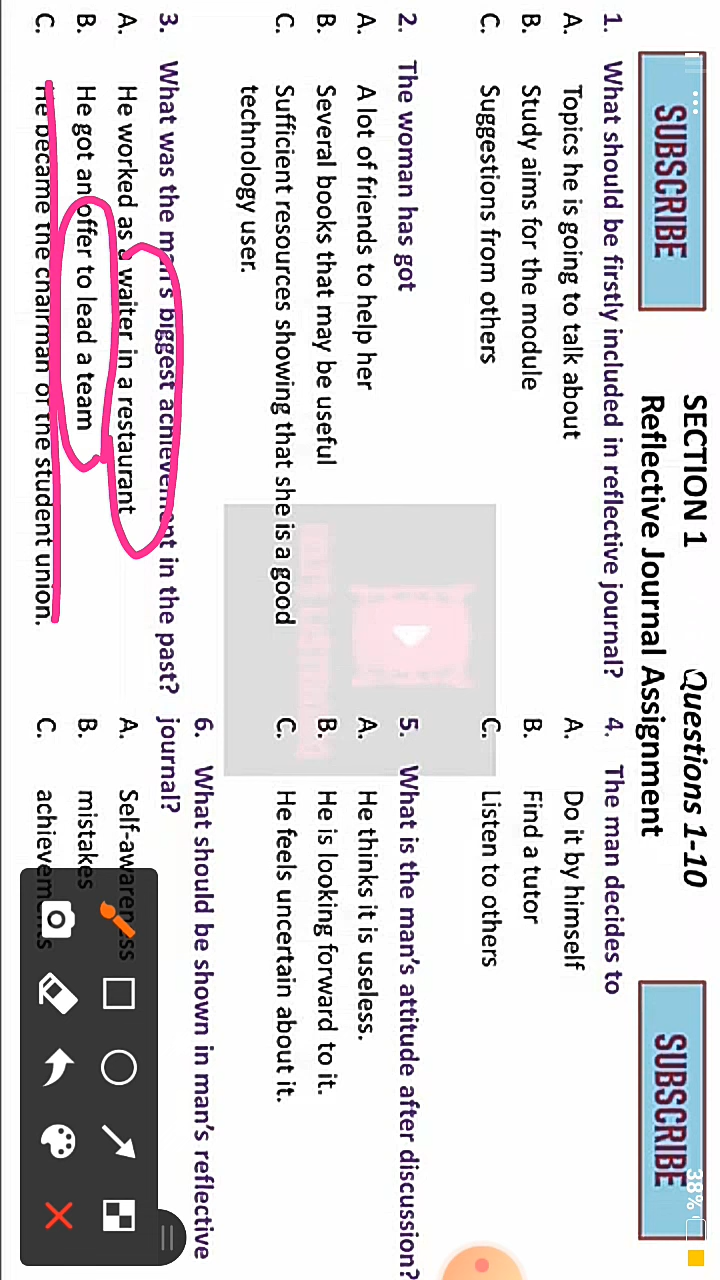 SUBSCRIBE
SECTION 1
Questions 1-10
SUBSCRIBE
38%
Reflective Journal Assignment
1. What should be firstly included in reflective journal?
A. Topics he is going to talk about
B. Study aims for the module
C. Suggestions from others
2. The woman has got
A. A lot of friends to help her
B. Several books that may be useful
C. Sufficient resources showing that she is a good
technology user.
3. What was the man's biggest achievement in the past?
A. He worked as a waiter in a restaurant
B. He got an offer to lead a team
C. He became the chairman of the student union.
4. The man decides to
A. Do it by himself
B. Find a tutor
C. Listen to others
5. What is the man's attitude after discussion?
A. He thinks it is useless.
B. He is looking forward to it.
C. He feels uncertain about it.
6. What should be shown in man's reflective
journal?
A. Self-awareness
B. mistakes
C. achievements